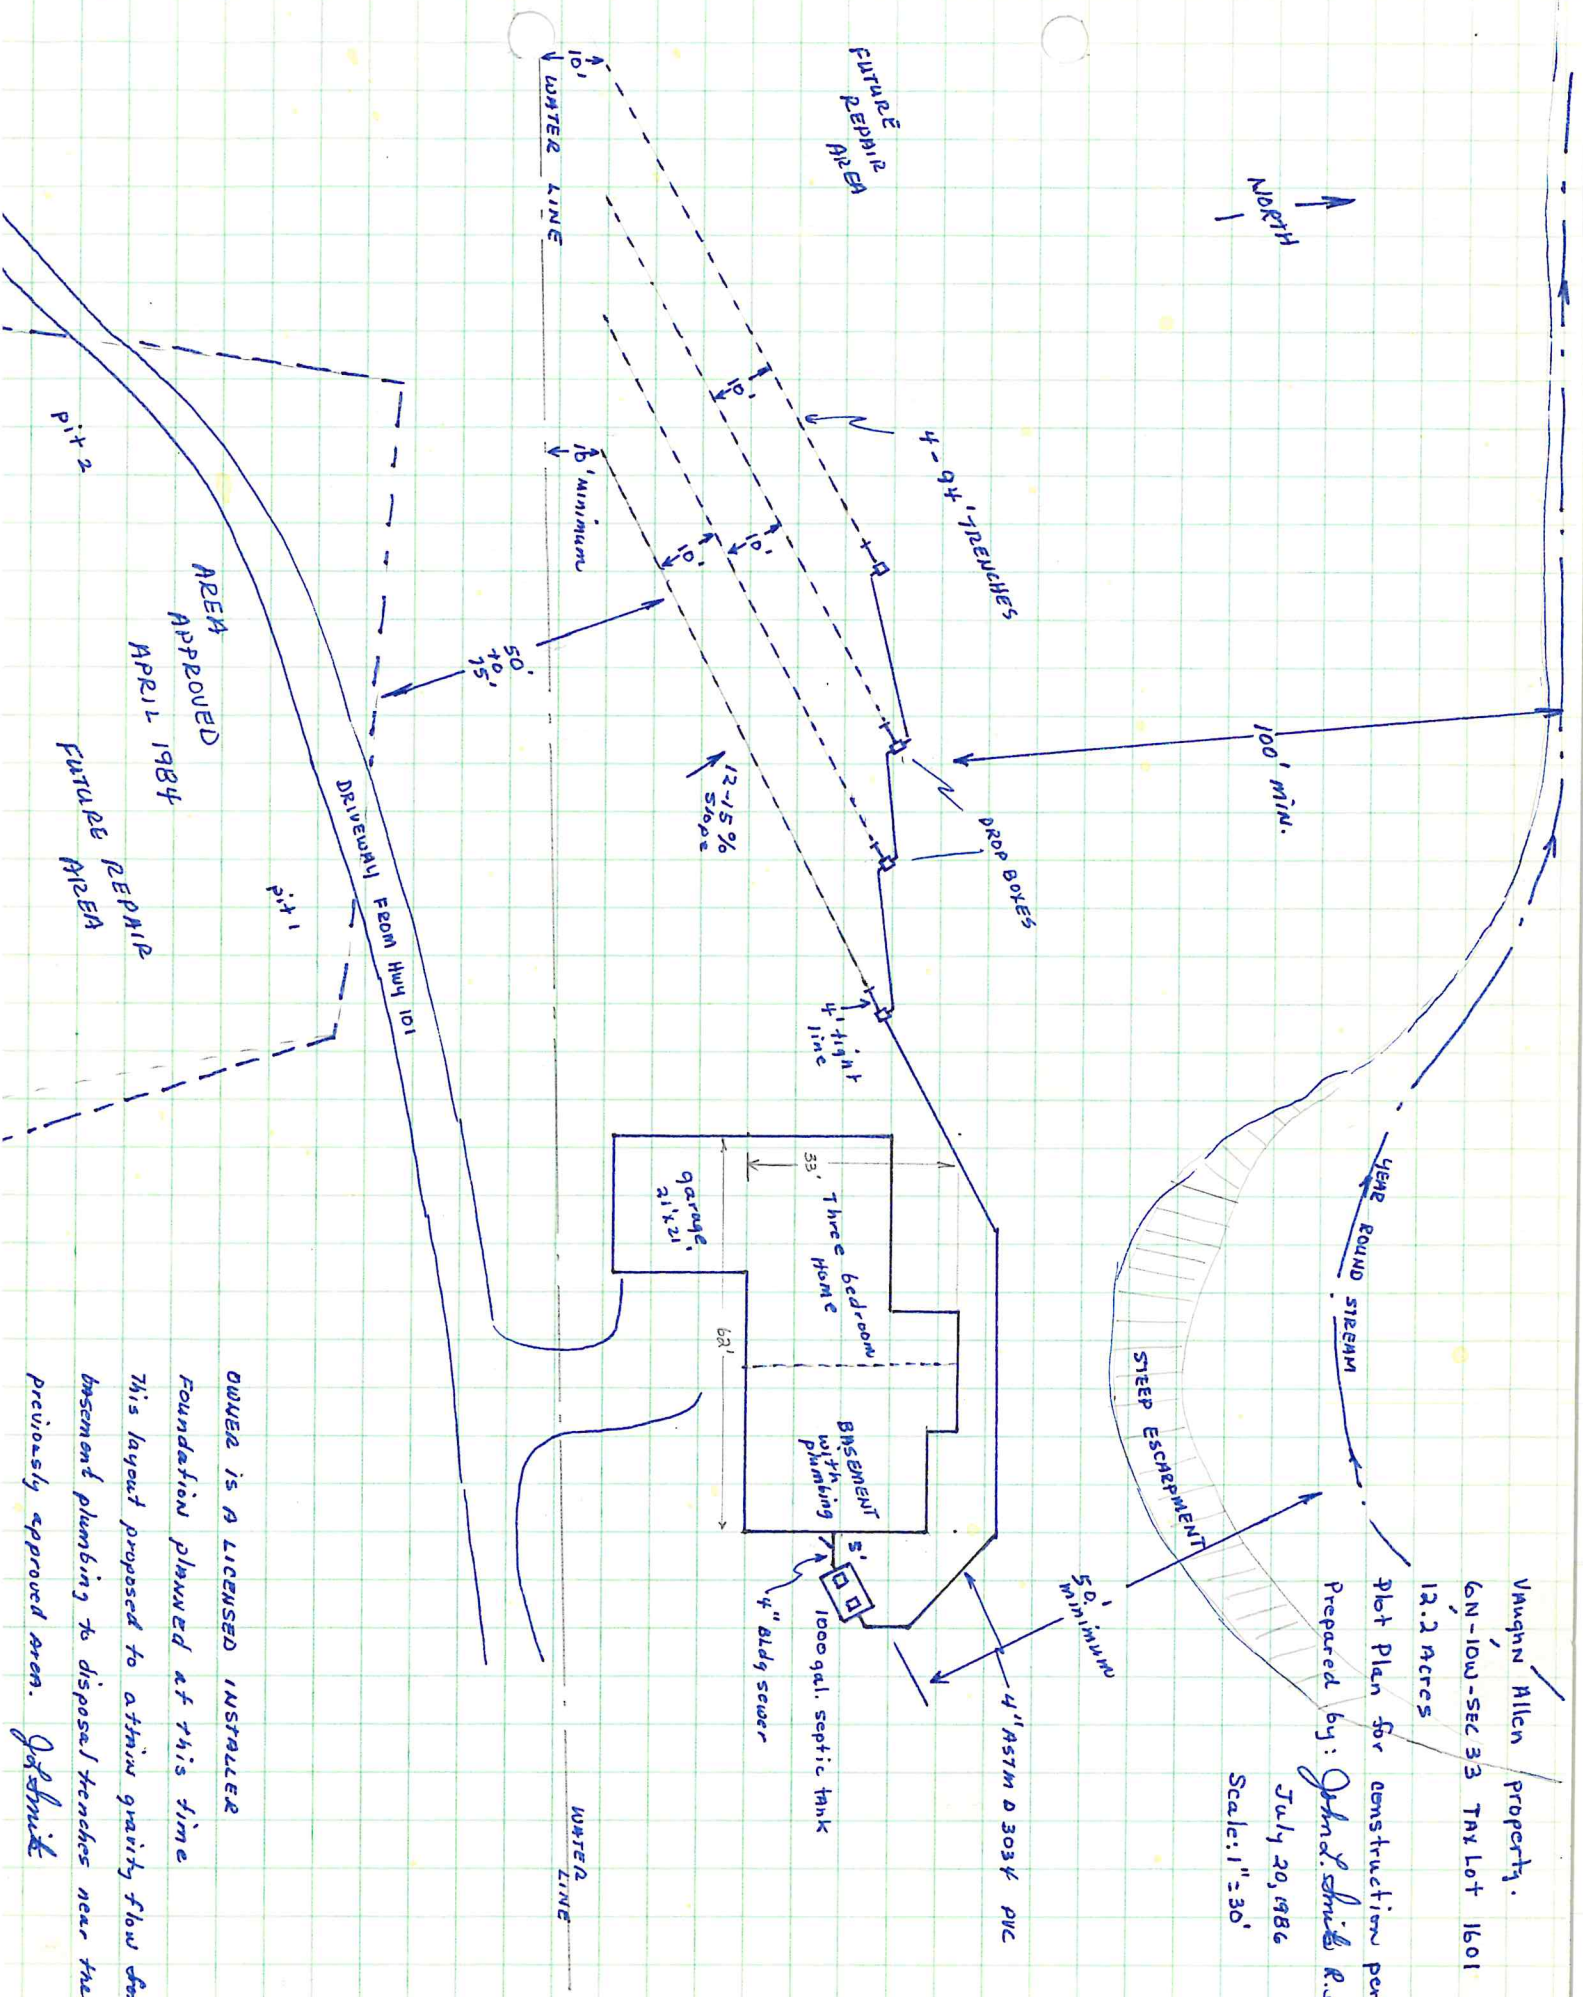 Vaughn Allen property.
6N-10W-SEC 33 TAX LOT 1601
12.2 Acres
Plot Plan for construction per
Prepared by: John L. Smith R.S
July 20, 1986
Scale: 1"=30'
NORTH
FUTURE
REPAIR
AREA
10'
WATER LINE
4-94' TRENCHES
10'
10'
10'
10' MINIMUM
50'
to
75'
12-15%
Slope
DROP BOXES
100' MIN.
4' tight
line
YEAR ROUND STREAM
STEEP ESCARPMENT
50'
minimum
4" ASTM D 3034 PVC
33'
Three bedroom
Home
garage
21'x21'
62'
BASEMENT
with
plumbing
5'
1000 gal. septic tank
4" Bldg sewer
WATER
LINE
DRIVEWAY FROM HWY 101
pit 2
AREA
APPROVED
APRIL 1984
FUTURE REPAIR
AREA
pit 1
OWNER IS A LICENSED INSTALLER
Foundation planned at this time
This layout proposed to attain gravity flow
basement plumbing to disposal trenches near the
previously approved area. JL Smith